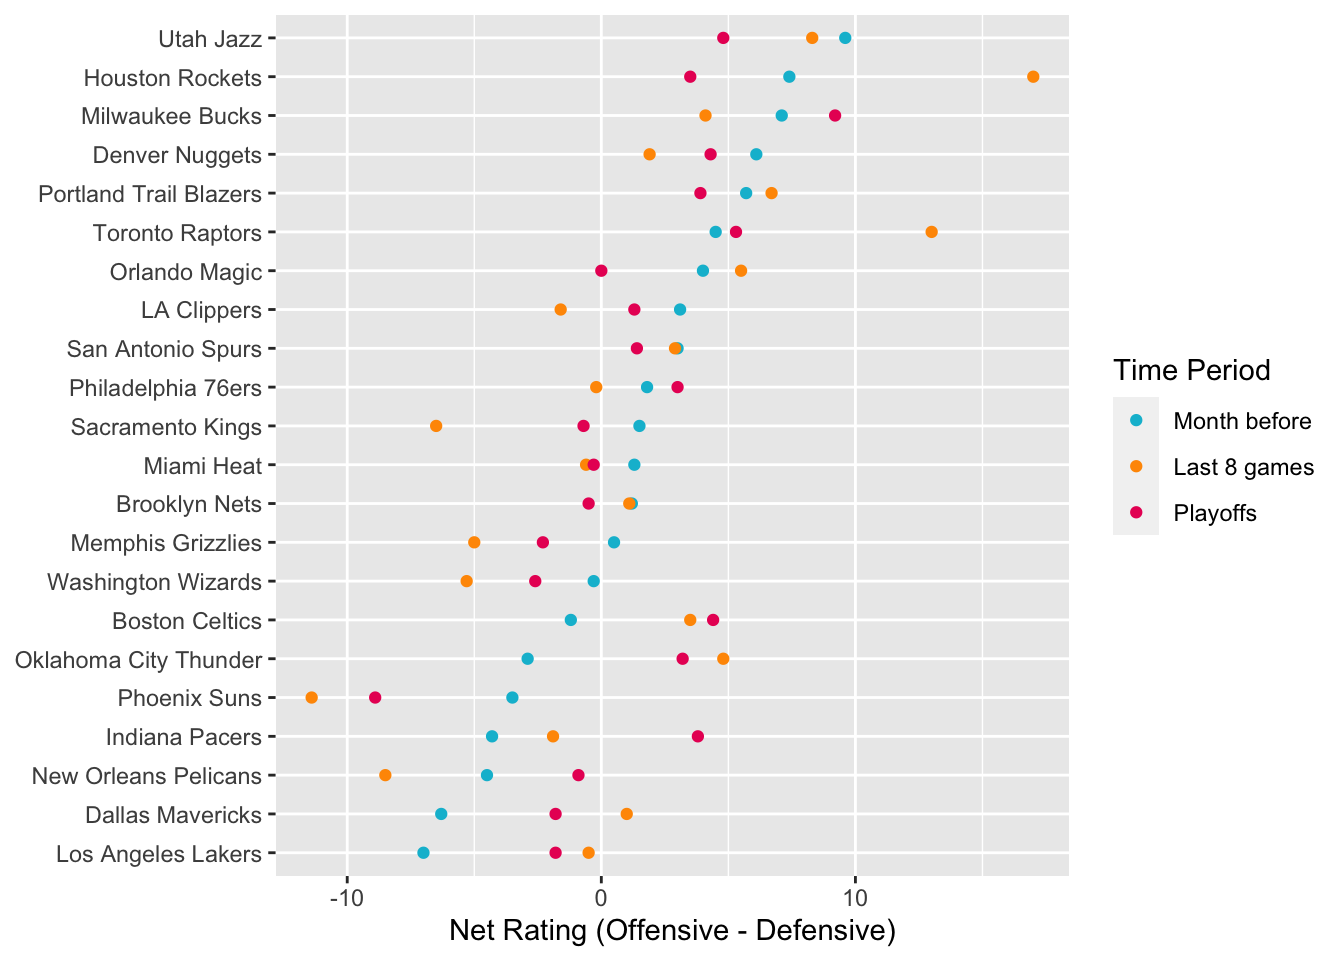 Utah Jazz
Houston Rockets
Milwaukee Bucks
Denver Nuggets
Portland Trail Blazers
Toronto Raptors
Orlando Magic
LA Clippers
San Antonio Spurs
Philadelphia 76ers
Sacramento Kings
Miami Heat
Brooklyn Nets
Memphis Grizzlies
Washington Wizards
Boston Celtics
Oklahoma City Thunder
Phoenix Suns
Indiana Pacers
New Orleans Pelicans
Dallas Mavericks
Los Angeles Lakers
-10 0 10
Net Rating (Offensive - Defensive)
Time Period
Month before
Last 8 games
Playoffs